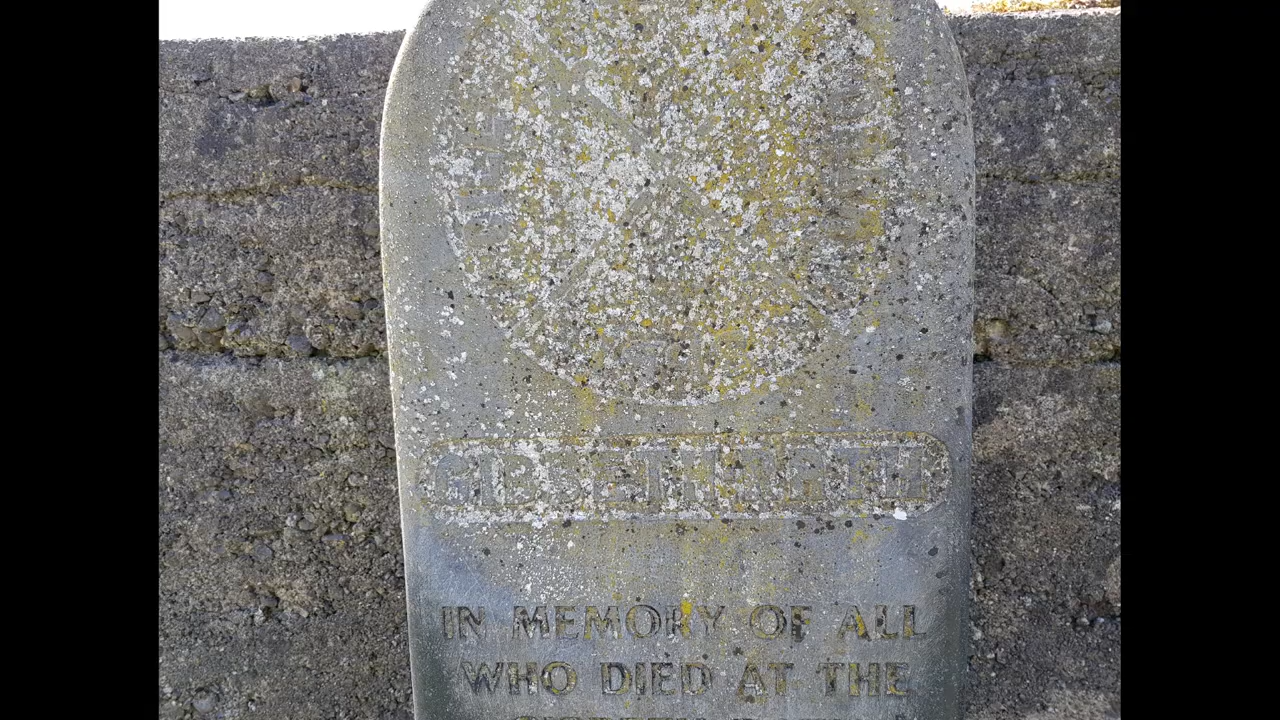 GIBBET RATH
IN MEMORY OF ALL
WHO DIED AT THE